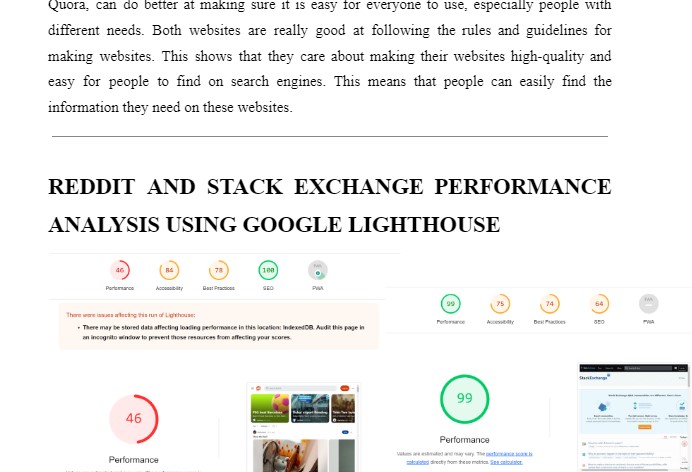 Quora, can do better at making sure it is easy for everyone to use, especially people with
different needs. Both websites are really good at following the rules and guidelines for
making websites. This shows that they care about making their websites high-quality and
easy for people to find on search engines. This means that people can easily find the
information they need on these websites.
REDDIT AND STACK EXCHANGE PERFORMANCE
ANALYSIS USING GOOGLE LIGHTHOUSE
46 84 78 100
Performance Accessibility Best Practices SEO PWA
There were issues affecting this run of Lighthouse:
• There may be stored data affecting loading performance in this location: IndexedDB. Audit this page in
an incognito window to prevent those resources from affecting your scores.
46
Performance
99 75 74 64
Performance Accessibility Best Practices SEO PWA
99
Performance
Values are estimated and may vary. The performance score is
calculated directly from these metrics. See calculator.
StackExchange